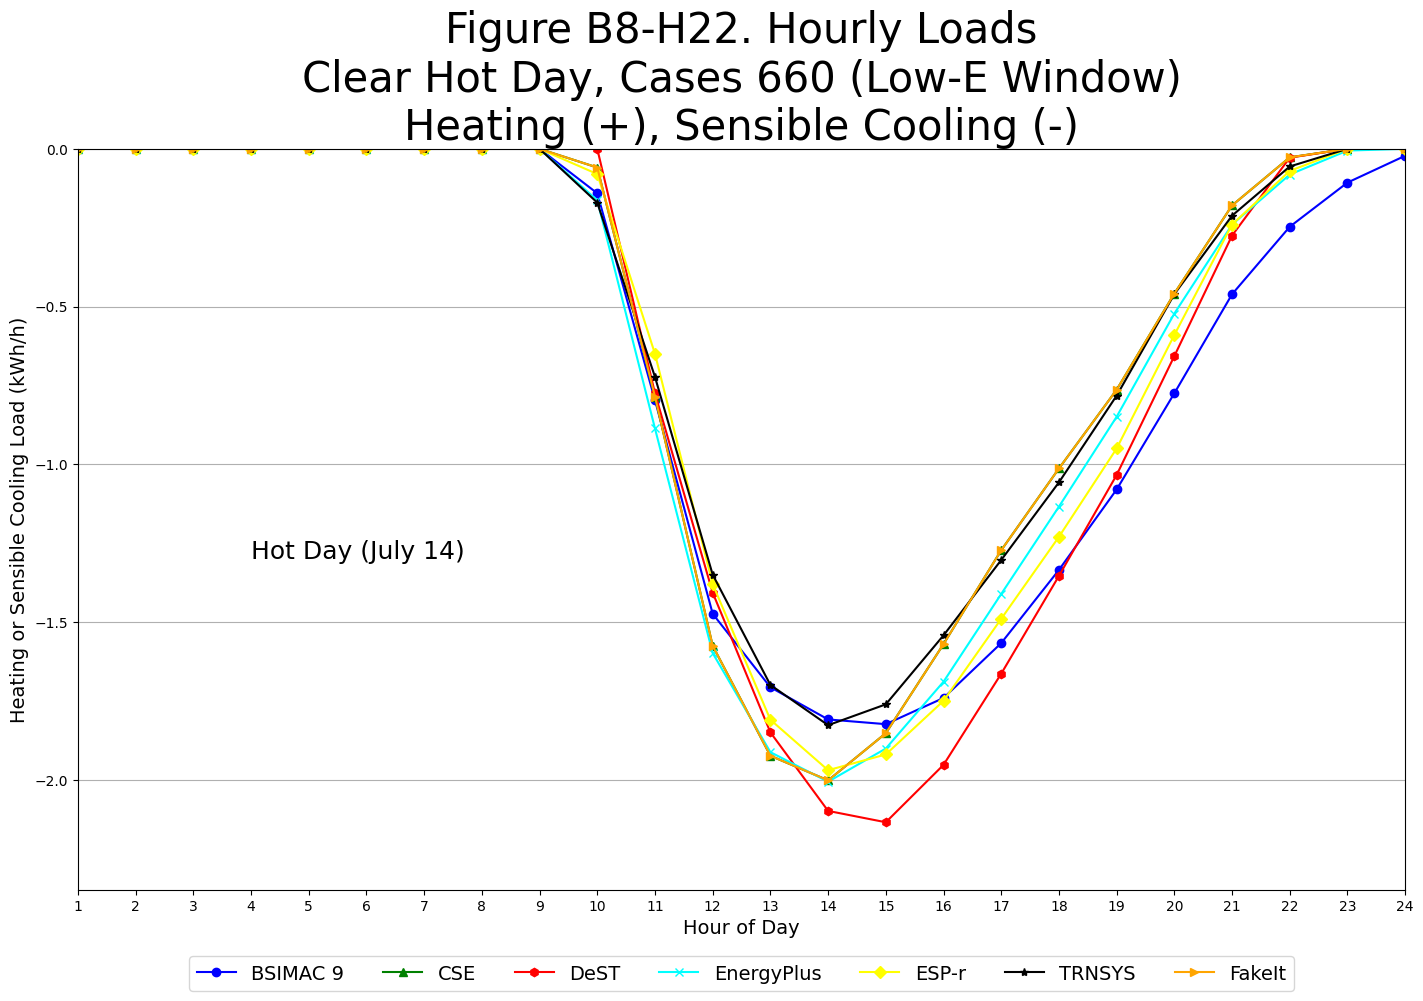 Figure B8-H22. Hourly Loads
Clear Hot Day, Cases 660 (Low-E Window)
Heating (+), Sensible Cooling (-)
Heating or Sensible Cooling Load (kWh/h)
0.0
−0.5
−1.0
−1.5
−2.0
Hot Day (July 14)
1 2 3 4 5 6 7 8 9 10 11 12 13 14 15 16 17 18 19 20 21 22 23 24
Hour of Day
BSIMAC 9 CSE DeST EnergyPlus ESP-r TRNSYS FakeIt